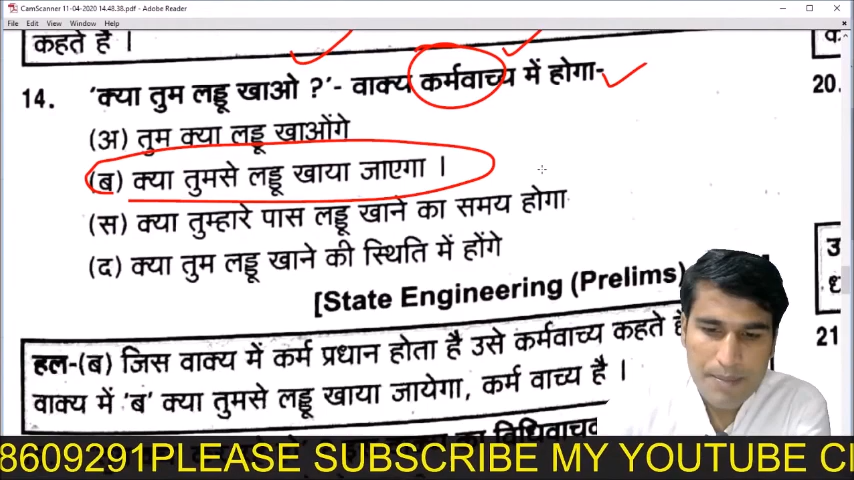 CamScanner 11-04-2020 14.48.38.pdf - Adobe Reader
File Edit View Window Help
कहते हैं ।
14. 'क्या तुम लड्डू खाओ ?'- वाक्य कर्मवाच्य में होगा-
20.
(अ) तुम क्या लड्डू खाओंगे
(ब) क्या तुमसे लड्डू खाया जाएगा ।
(स) क्या तुम्हारे पास लड्डू खाने का समय होगा
(द) क्या तुम लड्डू खाने की स्थिति में होंगे
[State Engineering (Prelims)
हल-(ब) जिस वाक्य में कर्म प्रधान होता है उसे कर्मवाच्य कहते हैं
वाक्य में 'ब' क्या तुमसे लड्डू खाया जायेगा, कर्म वाच्य है ।
21
8609291PLEASE SUBSCRIBE MY YOUTUBE C